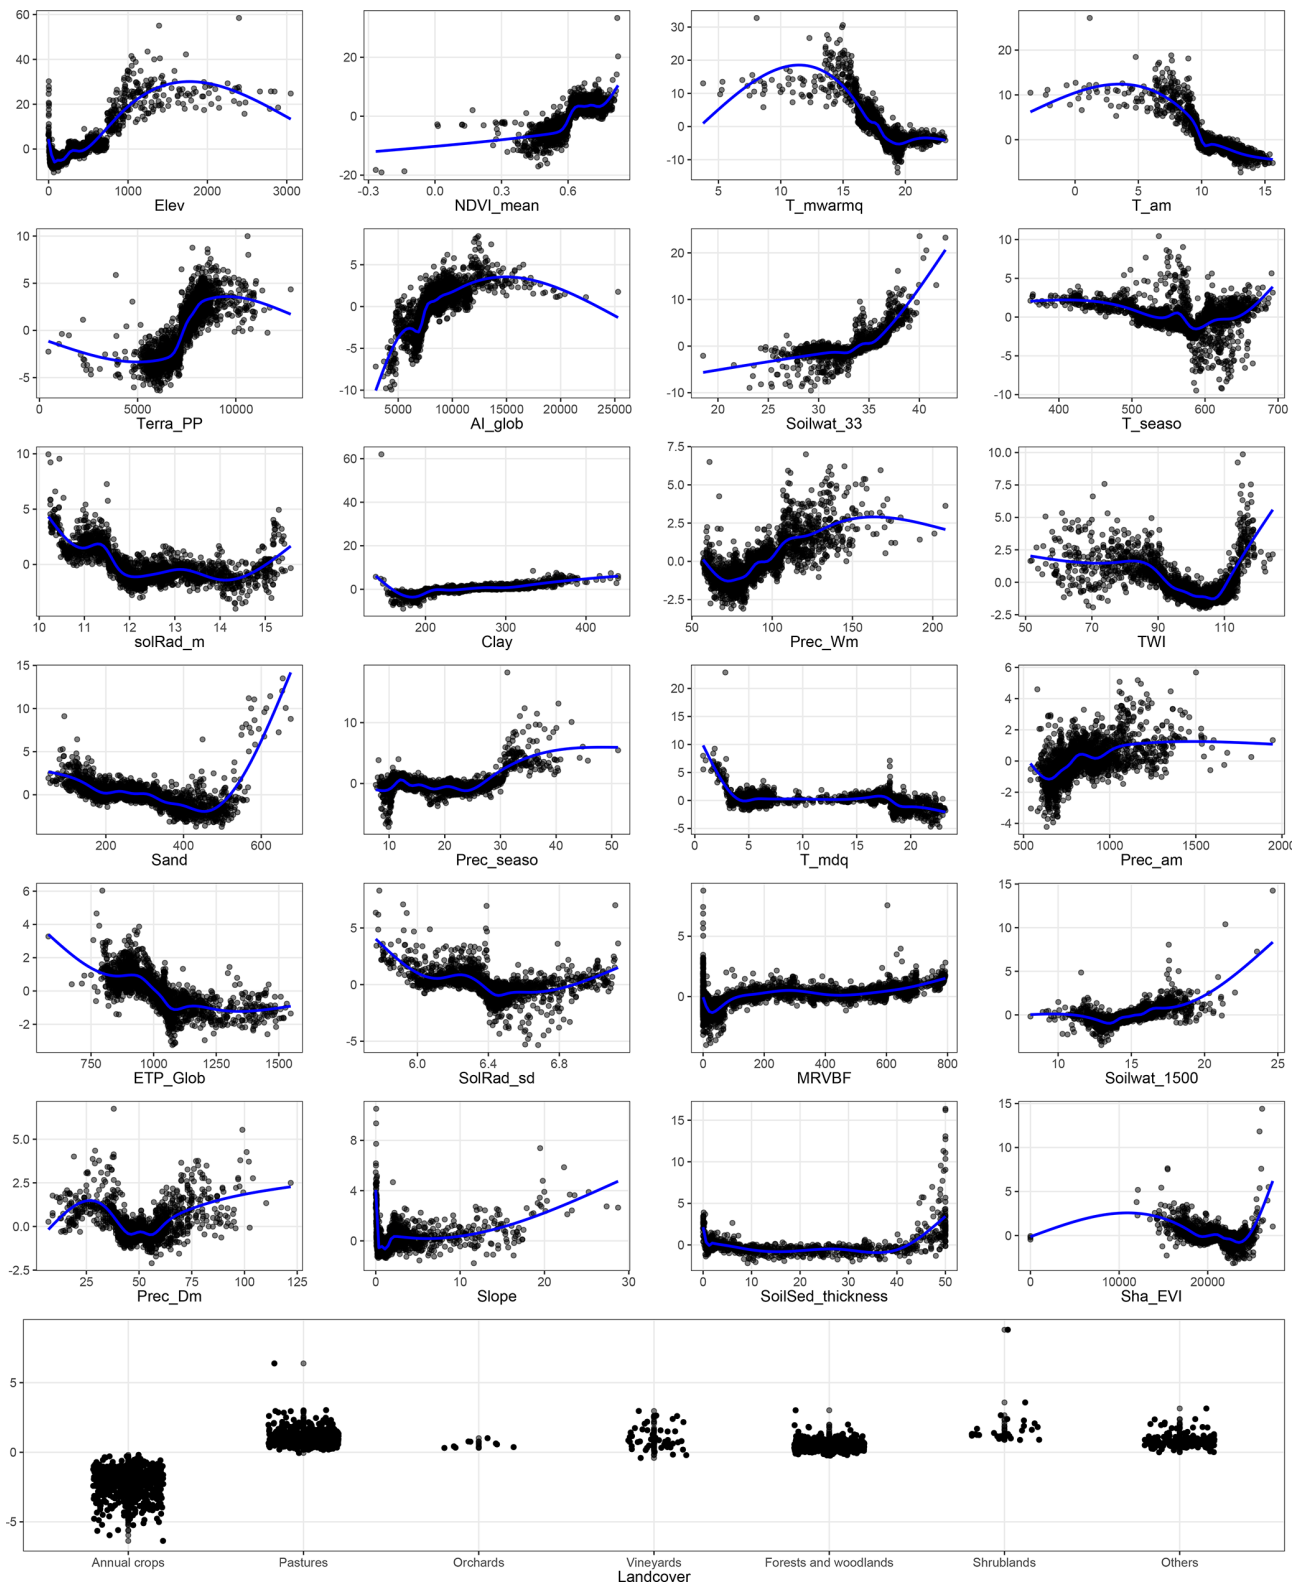 60
40
20
0
0 1000 2000 3000
Elev
20
0
-20
-0.3 0.0 0.3 0.6
NDVI_mean
30
20
10
0
-10
5 10 15 20
T_mwarmq
20
10
0
0 5 10 15
T_am
10
5
0
-5
0 5000 10000
Terra_PP
5
0
-5
-10
5000 10000 15000 20000 25000
AI_glob
20
10
0
-10
20 25 30 35 40
Soilwat_33
10
5
0
-5
-10
400 500 600 700
T_seaso
10
5
0
10 11 12 13 14 15
solRad_m
60
40
20
0
200 300 400
Clay
7.5
5.0
2.5
0.0
-2.5
50 100 150 200
Prec_Wm
10.0
7.5
5.0
2.5
0.0
-2.5
50 70 90 110
TWI
15
10
5
0
200 400 600
Sand
10
0
10 20 30 40 50
Prec_seaso
20
15
10
5
0
-5
0 5 10 15 20
T_mdq
6
4
2
0
-2
-4
500 1000 1500 2000
Prec_am
6
4
2
0
-2
750 1000 1250 1500
ETP_Glob
5
0
-5
6.0 6.4 6.8
SolRad_sd
5
0
0 200 400 600 800
MRVBF
15
10
5
0
10 15 20 25
Soilwat_1500
5.0
2.5
0.0
-2.5
25 50 75 100 125
Prec_Dm
8
4
0
0 10 20 30
Slope
15
10
5
0
0 10 20 30 40 50
SoilSed_thickness
15
10
5
0
0 10000 20000
Sha_EVI
5
0
-5
Annual crops Pastures Orchards Vineyards Forests and woodlands Shrublands Others
Landcover